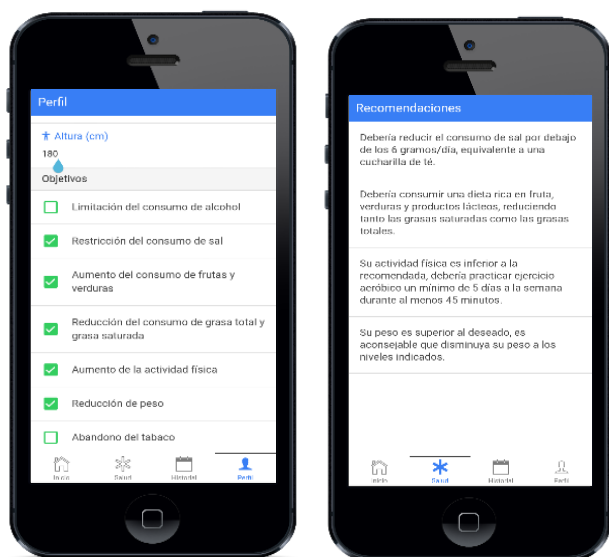 Perfil
Altura (cm)
180
Objetivos
Limitación del consumo de alcohol
Restricción del consumo de sal
Aumento del consumo de frutas y
verduras
Reducción del consumo de grasa total y
grasa saturada
Aumento de la actividad física
Reducción de peso
Abandono del tabaco
Inicio
Salud
Historial
Perfil
Recomendaciones
Debería reducir el consumo de sal por debajo
de los 6 gramos/día, equivalente a una
cucharilla de té.
Debería consumir una dieta rica en fruta,
verduras y productos lácteos, reduciendo
tanto las grasas saturadas como las grasas
totales.
Su actividad física es inferior a la
recomendada, debería practicar ejercicio
aeróbico un mínimo de 5 días a la semana
durante al menos 45 minutos.
Su peso es superior al deseado, es
aconsejable que disminuya su peso a los
niveles indicados.
Inicio
Salud
Historial
Perfil